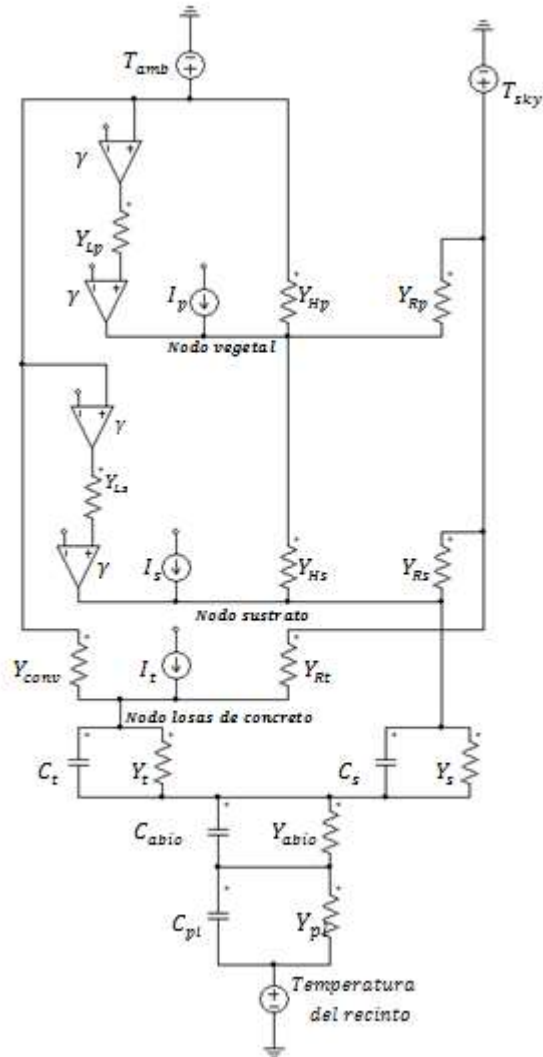 T_amb
T_sky
γ
Y_Lp
γ
I_p
Y_Hp
Y_Rp
Nodo vegetal
γ
Y_Ls
γ
I_s
Y_Hs
Y_Rs
Nodo sustrato
Y_conv
I_t
Y_Rt
Nodo losas de concreto
C_t
Y_t
C_s
Y_s
C_abio
Y_abio
C_pl
Y_pl
Temperatura
del recinto